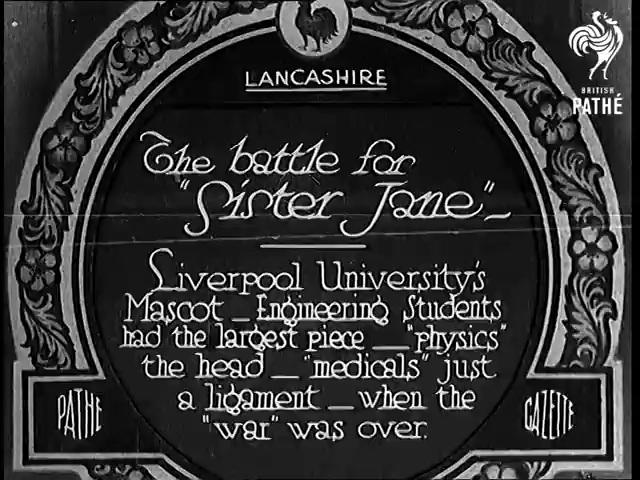 LANCASHIRE
BRITISH
PATHÉ
The battle for
"Sister Jane" _
Liverpool University's
Mascot _ Engineering Students
had the largest piece _ "physics"
the head _ "medicals" just
a ligament _ when the
"war" was over.
PATHE
GAZETTE